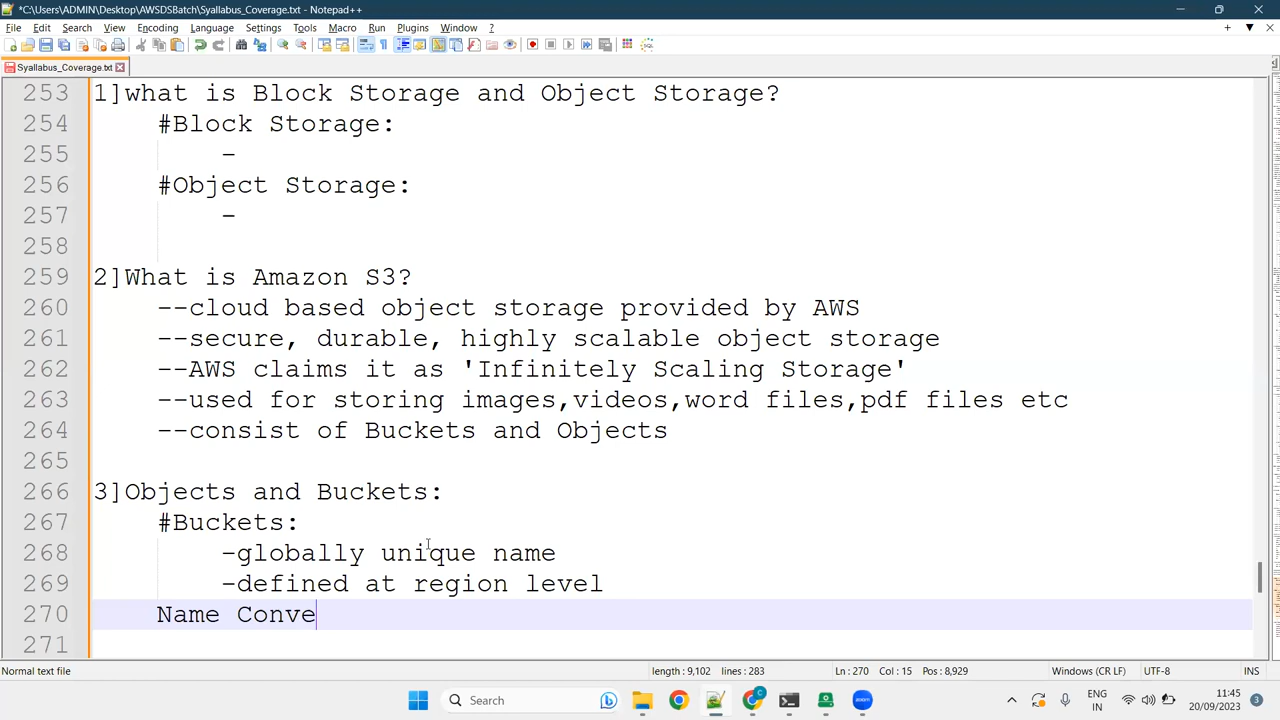 *C:\Users\ADMIN\Desktop\AWSDSBatch\Syallabus_Coverage.txt - Notepad++
File Edit Search View Encoding Language Settings Tools Macro Run Plugins Window ?
Syallabus_Coverage.txt
253 1]what is Block Storage and Object Storage?
254 #Block Storage:
255 -
256 #Object Storage:
257 -
258
259 2]What is Amazon S3?
260 --cloud based object storage provided by AWS
261 --secure, durable, highly scalable object storage
262 --AWS claims it as 'Infinitely Scaling Storage'
263 --used for storing images,videos,word files,pdf files etc
264 --consist of Buckets and Objects
265
266 3]Objects and Buckets:
267 #Buckets:
268 -globally unique name
269 -defined at region level
270 Name Conve
271
Normal text file length : 9,102 lines : 283 Ln : 270 Col : 15 Pos : 8,929 Windows (CR LF) UTF-8 INS
Search ENG IN 11:45 20/09/2023 3